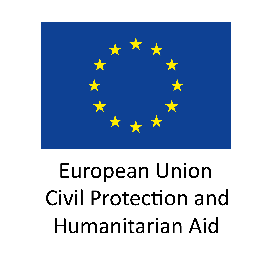 European Union
Civil Protection and
Humanitarian Aid